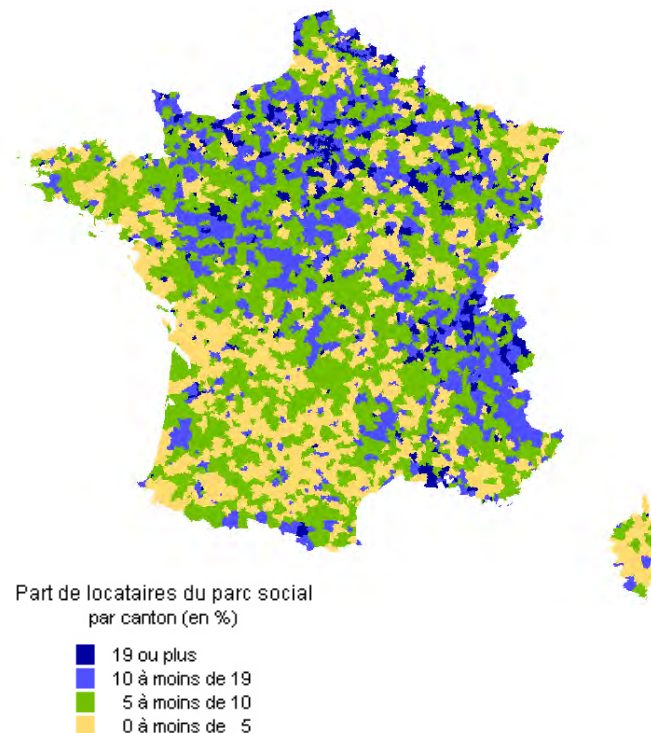 Part de locataires du parc social
par canton (en %)
19 ou plus
10 à moins de 19
5 à moins de 10
0 à moins de 5